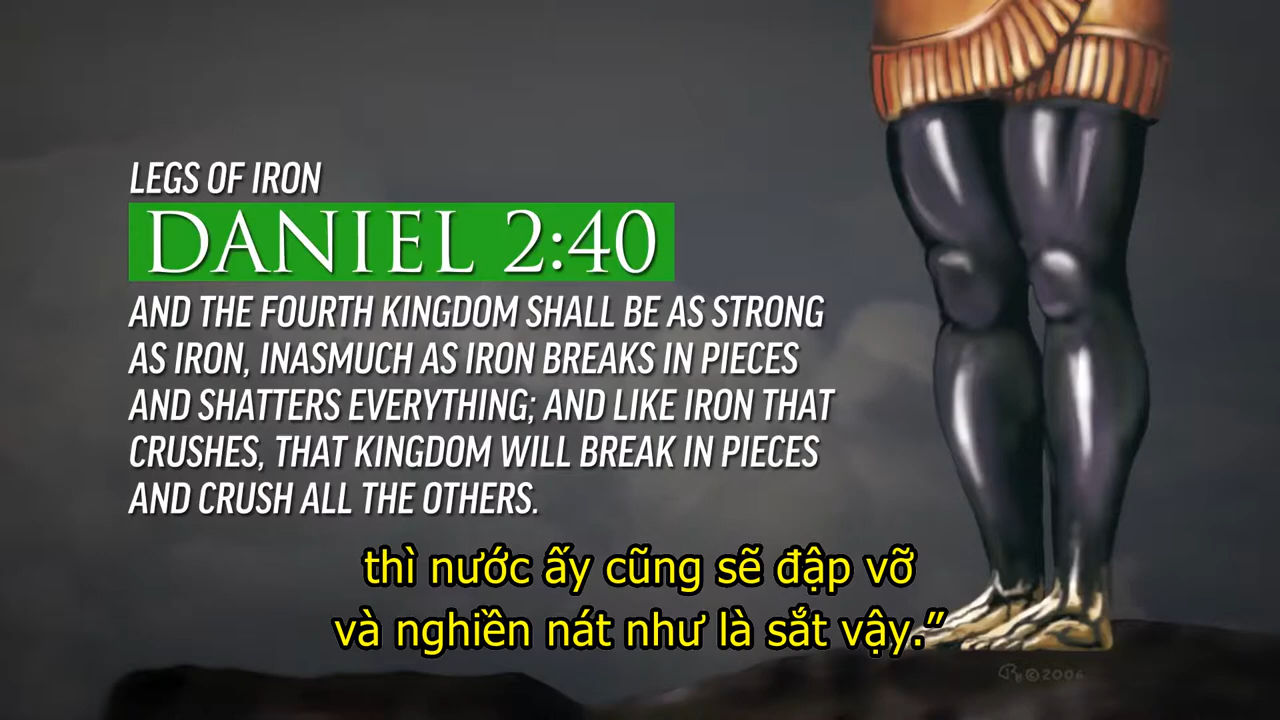 LEGS OF IRON
DANIEL 2:40
AND THE FOURTH KINGDOM SHALL BE AS STRONG
AS IRON, INASMUCH AS IRON BREAKS IN PIECES
AND SHATTERS EVERYTHING; AND LIKE IRON THAT
CRUSHES, THAT KINGDOM WILL BREAK IN PIECES
AND CRUSH ALL THE OTHERS.
thì nước ấy cũng sẽ đập vỡ
và nghiền nát như là sắt vậy.”
©2004